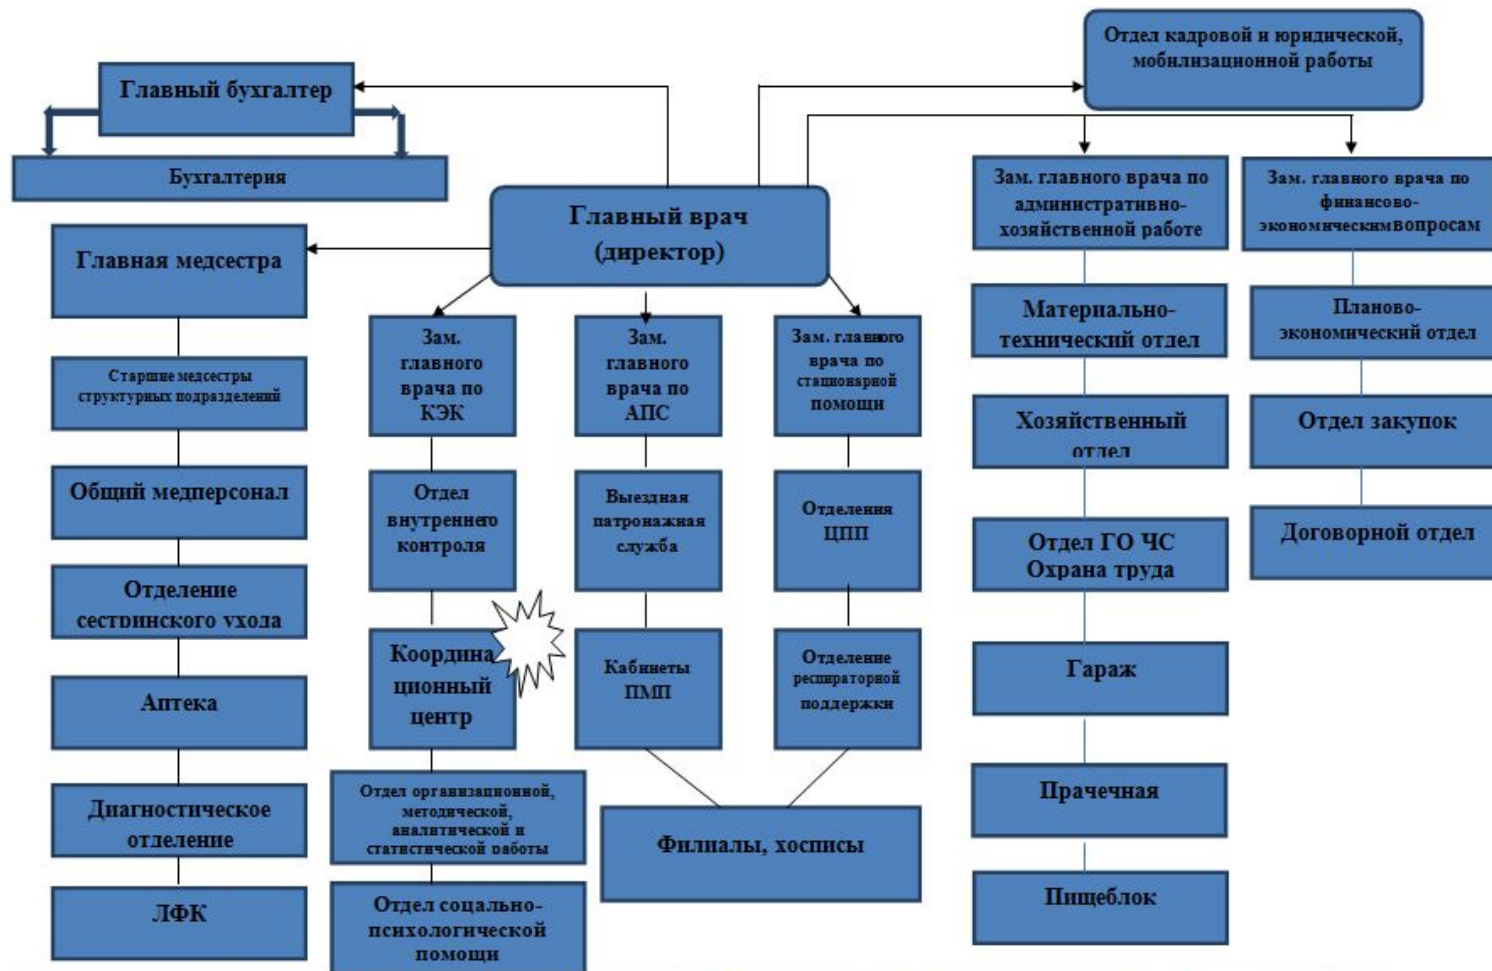 Отдел кадровой и юридической,
мобилизационной работы
Главный бухгалтер
Бухгалтерия
Главный врач
(директор)
Зам. главного врача по
административно-
хозяйственной работе
Зам. главного врача по
финансово-
экономическимвопросам
Главная медсестра
Старшие медсестры
структурных подразделений
Общий медперсонал
Отделение
сестринского ухода
Аптека
Диагностическое
отделение
ЛФК
Зам.
главного
врача по
КЭК
Отдел
внутреннего
контроля
Координа
ционный
центр
Отдел организационной,
методической,
аналитической и
статистической работы
Отдел соцально-
психологической
помощи
Зам.
главного
врача по
АПС
Выездная
патронажная
служба
Кабинеты
ПМП
Зам. главного
врача по
стационарной
помощи
Отделения
ЦПП
Отделение
респираторной
поддержки
Филиалы, хосписы
Материально-
технический отдел
Хозяйственный
отдел
Отдел ГО ЧС
Охрана труда
Гараж
Прачечная
Пищеблок
Планово-
экономический отдел
Отдел закупок
Договорной отдел